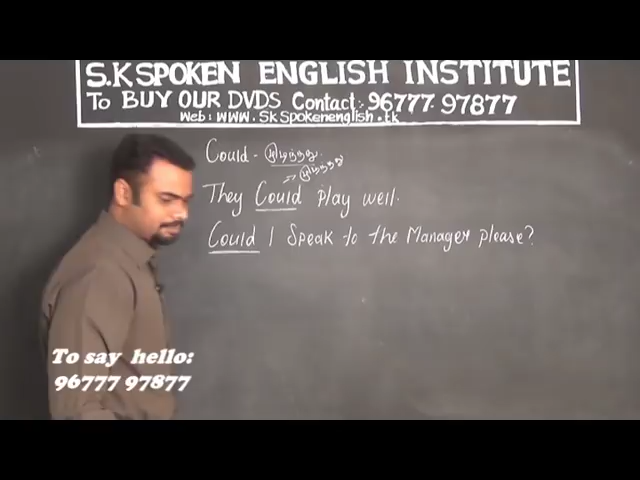 S.K SPOKEN ENGLISH INSTITUTE
To BUY OUR DVDS Contact:- 96777 97877
Web: WWW.SkSpokenenglish.tk
Could - முடிந்தது
They Could play well.
Could I Speak to the Manager please?
To say hello:
96777 97877